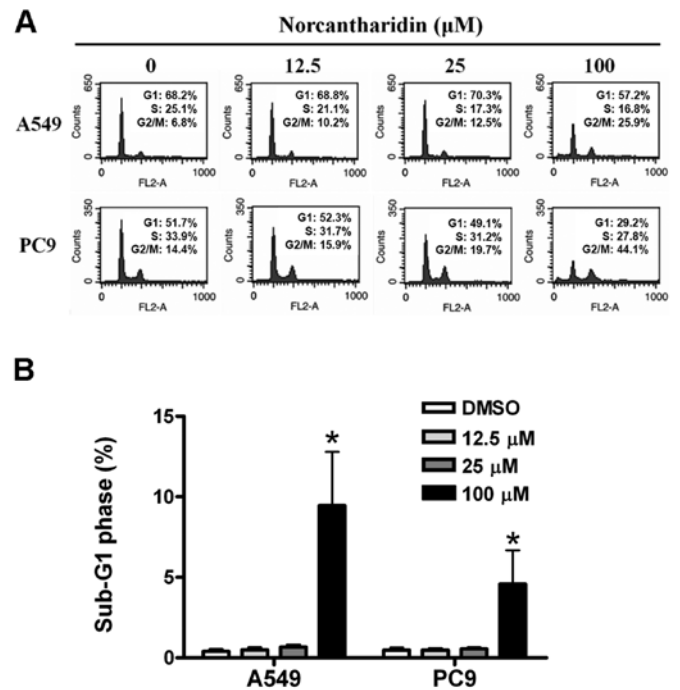 A
Norcantharidin (μM)
0 12.5 25 100
A549
650
Counts
0
0 1000
FL2-A
G1: 68.2%
S: 25.1%
G2/M: 6.8%
650
Counts
0
0 1000
FL2-A
G1: 68.8%
S: 21.1%
G2/M: 10.2%
650
Counts
0
0 1000
FL2-A
G1: 70.3%
S: 17.3%
G2/M: 12.5%
650
Counts
0
0 1000
FL2-A
G1: 57.2%
S: 16.8%
G2/M: 25.9%
PC9
350
Counts
0
0 1000
FL2-A
G1: 51.7%
S: 33.9%
G2/M: 14.4%
350
Counts
0
0 1000
FL2-A
G1: 52.3%
S: 31.7%
G2/M: 15.9%
350
Counts
0
0 1000
FL2-A
G1: 49.1%
S: 31.2%
G2/M: 19.7%
350
Counts
0
0 1000
FL2-A
G1: 29.2%
S: 27.8%
G2/M: 44.1%
B
Sub-G1 phase (%)
15
10
5
0
DMSO
12.5 μM
25 μM
100 μM
*
*
A549 PC9